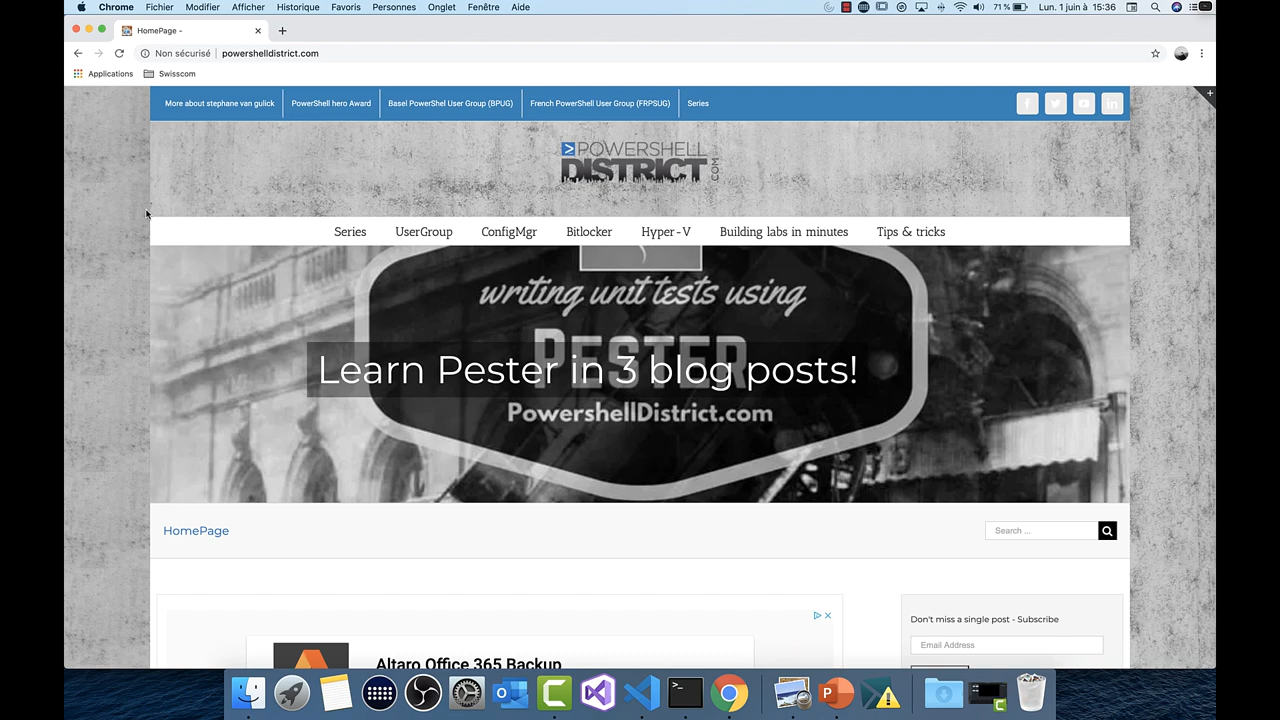 Chrome Fichier Modifier Afficher Historique Favoris Personnes Onglet Fenêtre Aide 71 % Lun. 1 juin à 15:36
HomePage -
Non sécurisé powershelldistrict.com
Applications Swisscom
More about stephane van gulick PowerShell hero Award Basel PowerShel User Group (BPUG) French PowerShell User Group (FRPSUG) Series
POWERSHELL
DISTRICT
.COM
Series UserGroup ConfigMgr Bitlocker Hyper-V Building labs in minutes Tips & tricks
writing unit tests using
PESTER
Learn Pester in 3 blog posts!
PowershellDistrict.com
HomePage Search ...
Don't miss a single post - Subscribe
Email Address
Altaro Office 365 Backup